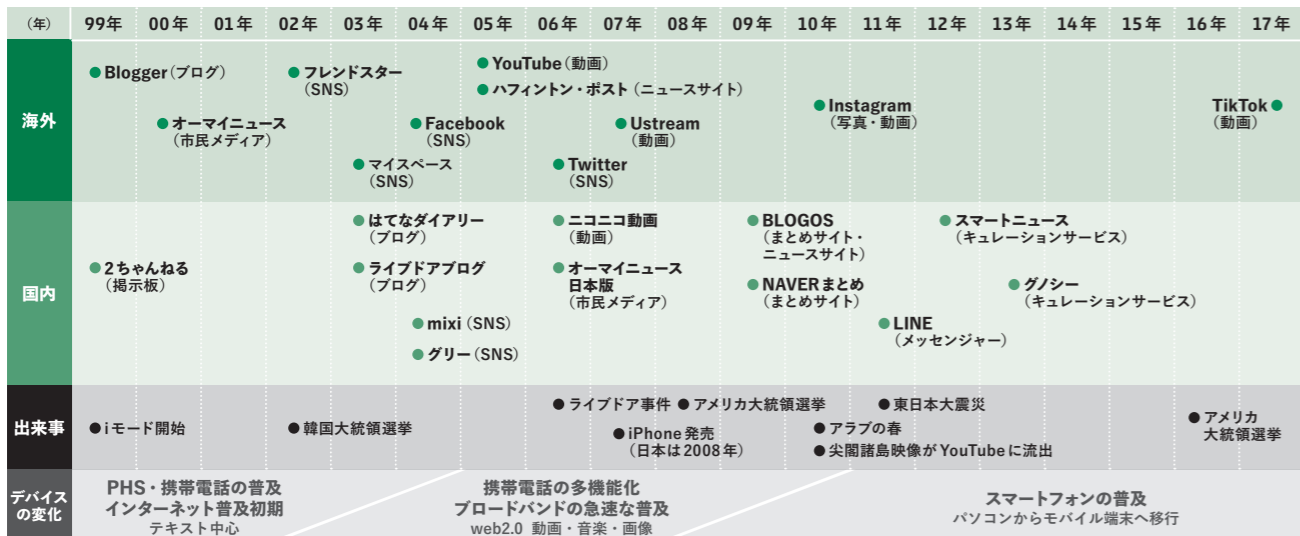 (年) 99年 00年 01年 02年 03年 04年 05年 06年 07年 08年 09年 10年 11年 12年 13年 14年 15年 16年 17年
海外
Blogger(ブログ)
オーマイニュース
(市民メディア)
フレンドスター
(SNS)
マイスペース
(SNS)
Facebook
(SNS)
YouTube(動画)
ハフィントン・ポスト(ニュースサイト)
Twitter
(SNS)
Ustream
(動画)
Instagram
(写真・動画)
TikTok
(動画)
国内
2ちゃんねる
(掲示板)
はてなダイアリー
(ブログ)
ライブドアブログ
(ブログ)
mixi(SNS)
グリー(SNS)
ニコニコ動画
(動画)
オーマイニュース
日本版
(市民メディア)
BLOGOS
(まとめサイト・
ニュースサイト)
NAVERまとめ
(まとめサイト)
LINE
(メッセンジャー)
スマートニュース
(キュレーションサービス)
グノシー
(キュレーションサービス)
出来事
iモード開始
韓国大統領選挙
ライブドア事件
iPhone発売
(日本は2008年)
アメリカ大統領選挙
アラブの春
尖閣諸島映像がYouTubeに流出
東日本大震災
アメリカ
大統領選挙
デバイス
の変化
PHS・携帯電話の普及
インターネット普及初期
テキスト中心
携帯電話の多機能化
ブロードバンドの急速な普及
web2.0 動画・音楽・画像
スマートフォンの普及
パソコンからモバイル端末へ移行